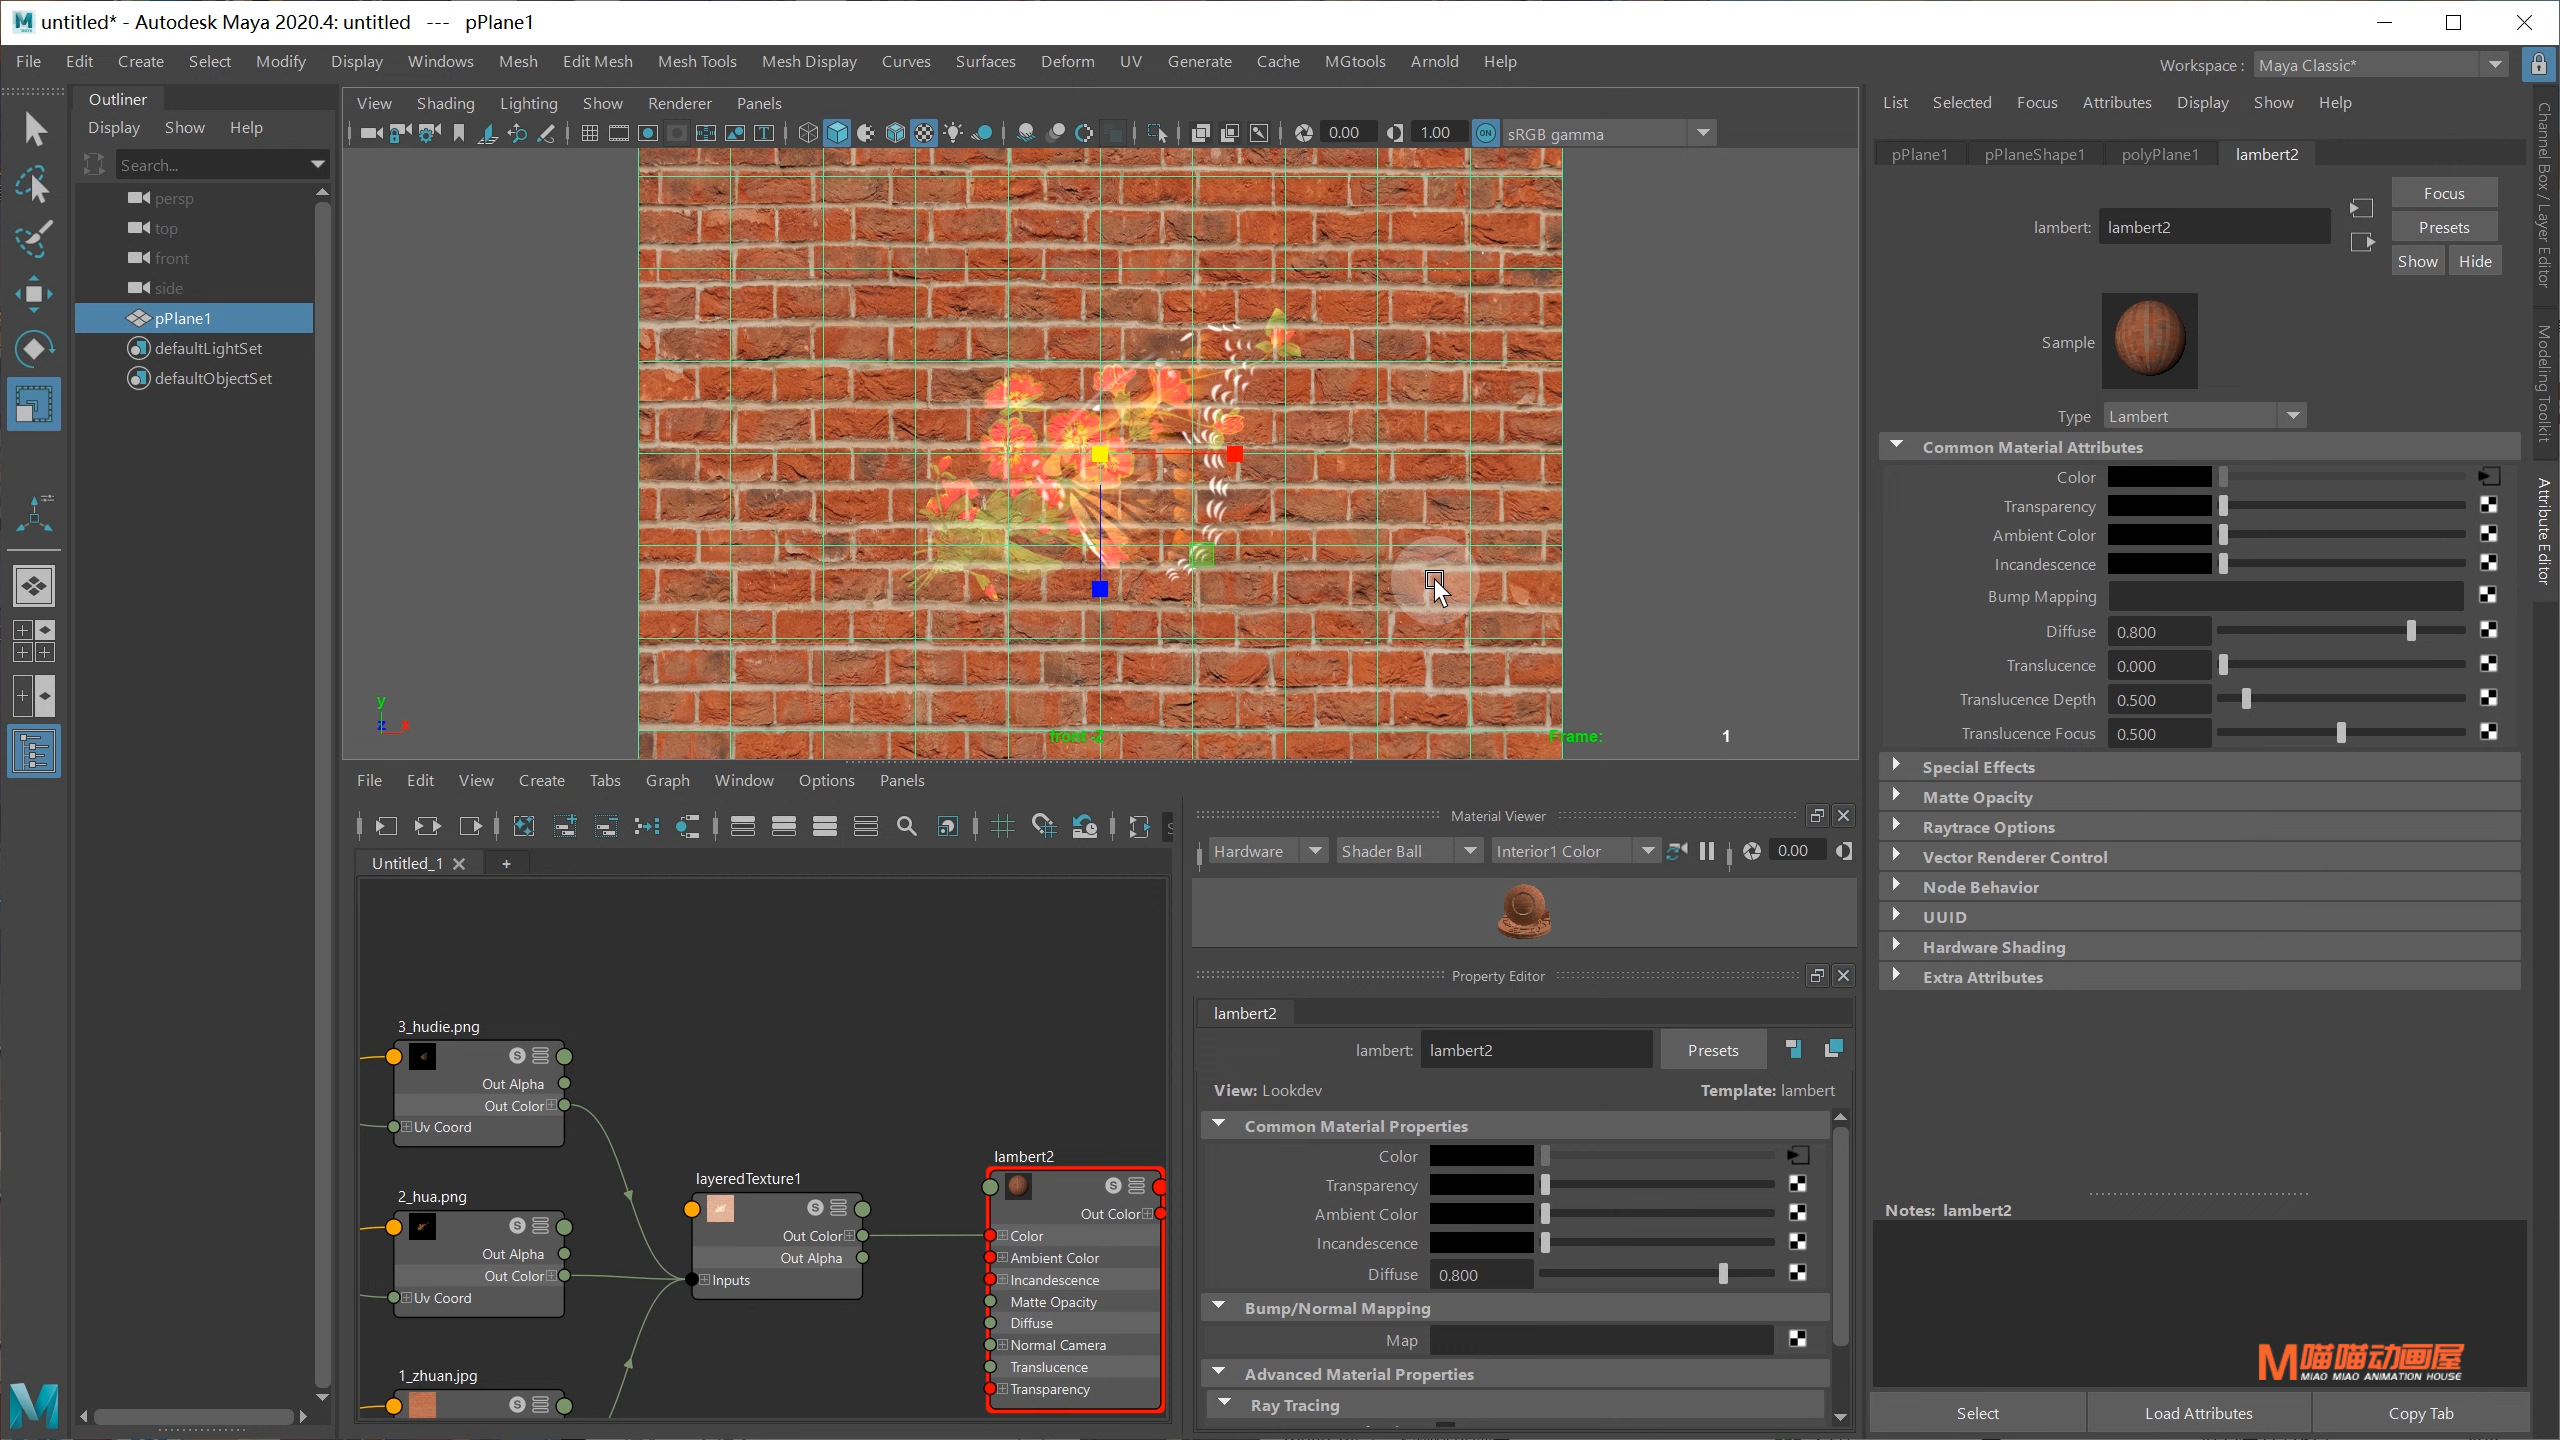 untitled* - Autodesk Maya 2020.4: untitled --- pPlane1
File Edit Create Select Modify Display Windows Mesh Edit Mesh Mesh Tools Mesh Display Curves Surfaces Deform UV Generate Cache MGtools Arnold Help
Workspace : Maya Classic*
Outliner
Display Show Help
Search...
persp
top
front
side
pPlane1
defaultLightSet
defaultObjectSet
View Shading Lighting Show Renderer Panels
0.00 1.00 ON sRGB gamma
y
z x
front -Z
Frame: 1
File Edit View Create Tabs Graph Window Options Panels
Untitled_1 +
3_hudie.png
S
Out Alpha
Out Color
Uv Coord
2_hua.png
S
Out Alpha
Out Color
Uv Coord
1_zhuan.jpg
S
layeredTexture1
S
Out Color
Out Alpha
Inputs
lambert2
S
Out Color
Color
Ambient Color
Incandescence
Matte Opacity
Diffuse
Normal Camera
Translucence
Transparency
Material Viewer
Hardware Shader Ball Interior1 Color 0.00
Property Editor
lambert2
lambert: lambert2 Presets
View: Lookdev Template: lambert
Common Material Properties
Color
Transparency
Ambient Color
Incandescence
Diffuse 0.800
Bump/Normal Mapping
Map
Advanced Material Properties
Ray Tracing
List Selected Focus Attributes Display Show Help
pPlane1 pPlaneShape1 polyPlane1 lambert2
Focus
lambert: lambert2 Presets
Show Hide
Sample
Type Lambert
Common Material Attributes
Color
Transparency
Ambient Color
Incandescence
Bump Mapping
Diffuse 0.800
Translucence 0.000
Translucence Depth 0.500
Translucence Focus 0.500
Special Effects
Matte Opacity
Raytrace Options
Vector Renderer Control
Node Behavior
UUID
Hardware Shading
Extra Attributes
Notes: lambert2
M喵喵动画屋
MIAO MIAO ANIMATION HOUSE
Select Load Attributes Copy Tab
Channel Box / Layer Editor
Modeling Toolkit
Attribute Editor